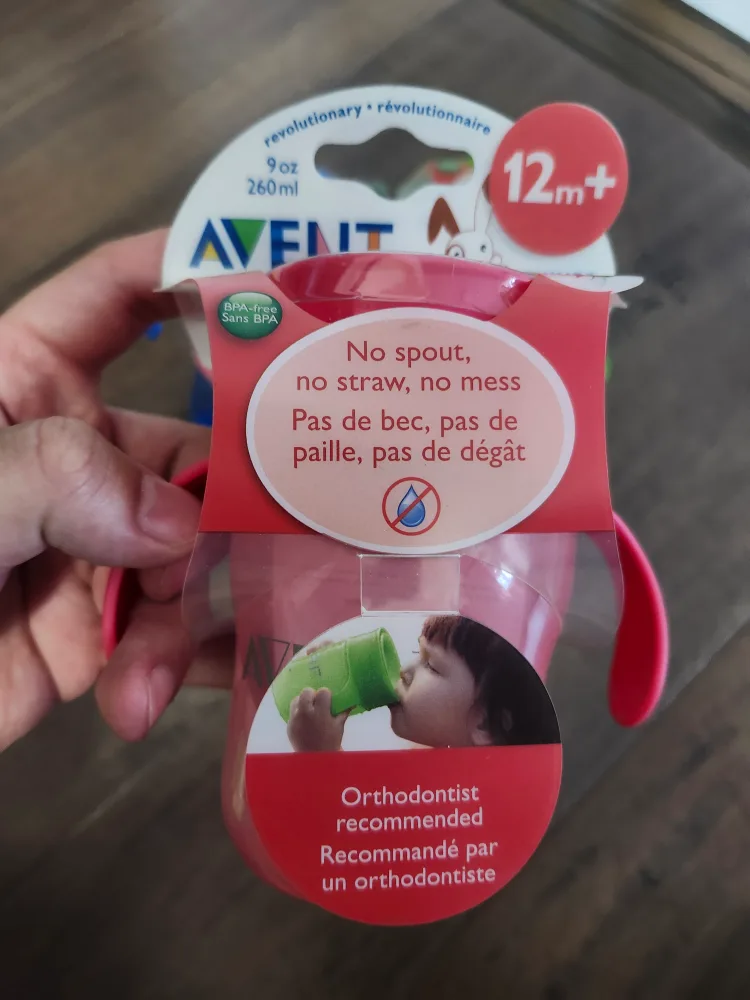 revolutionary • révolutionnaire
9 oz
260 ml
12m+
AVENT
BPA-free
Sans BPA
No spout,
no straw, no mess
Pas de bec, pas de
paille, pas de dégât
Orthodontist
recommended
Recommandé par
un orthodontiste